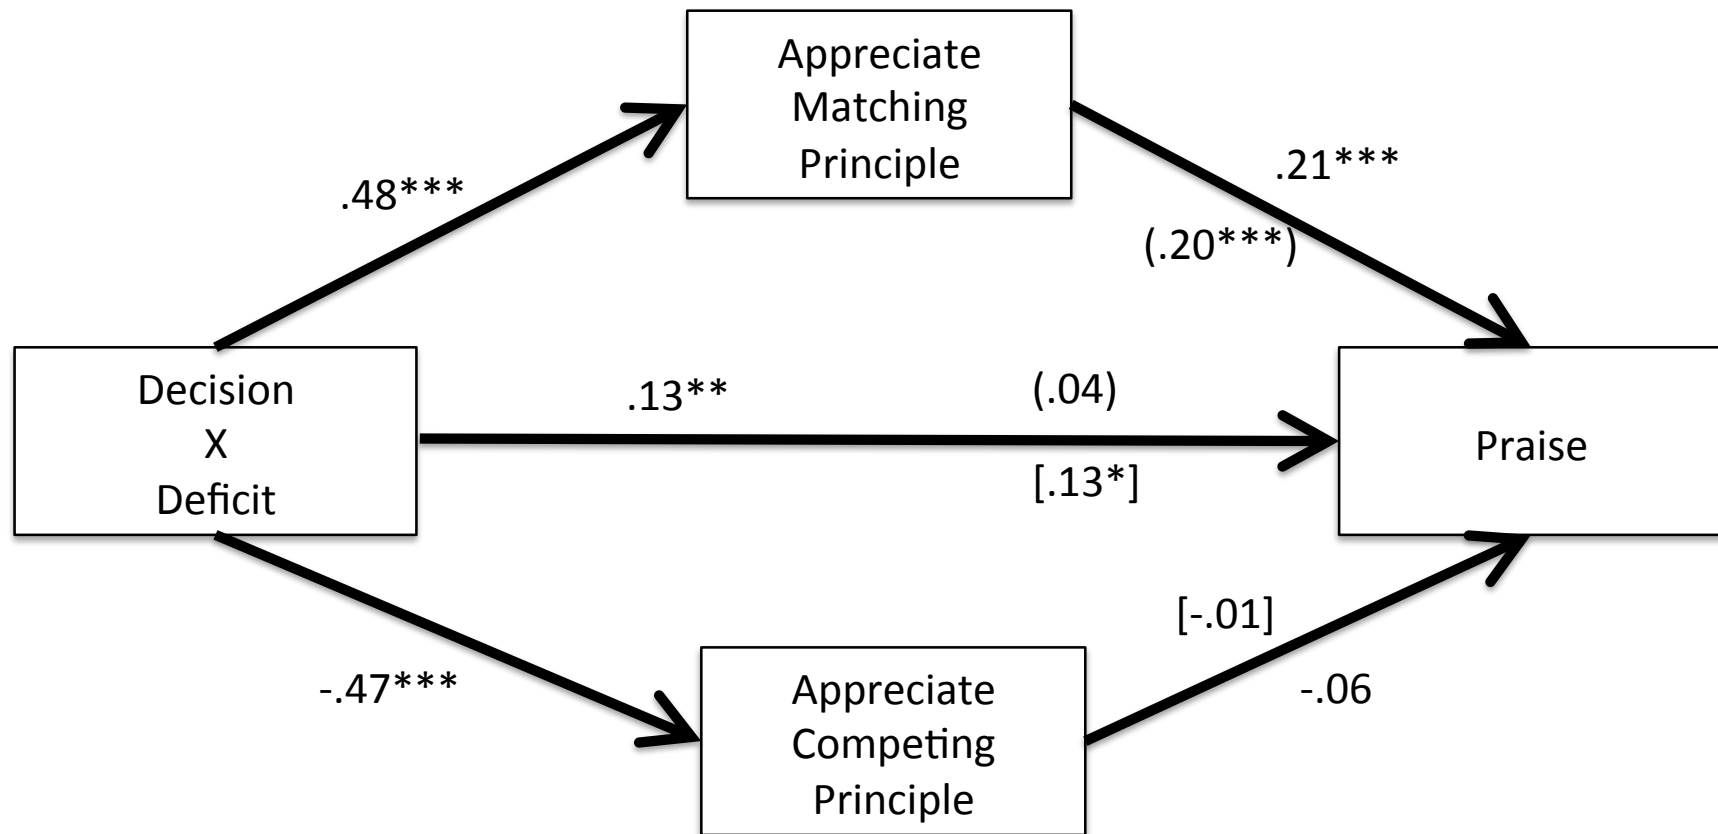 Appreciate
Matching
Principle
.48***
.21***
(.20***)
Decision
X
Deficit
.13**
(.04)
[.13*]
Praise
-.47***
[-.01]
-.06
Appreciate
Competing
Principle